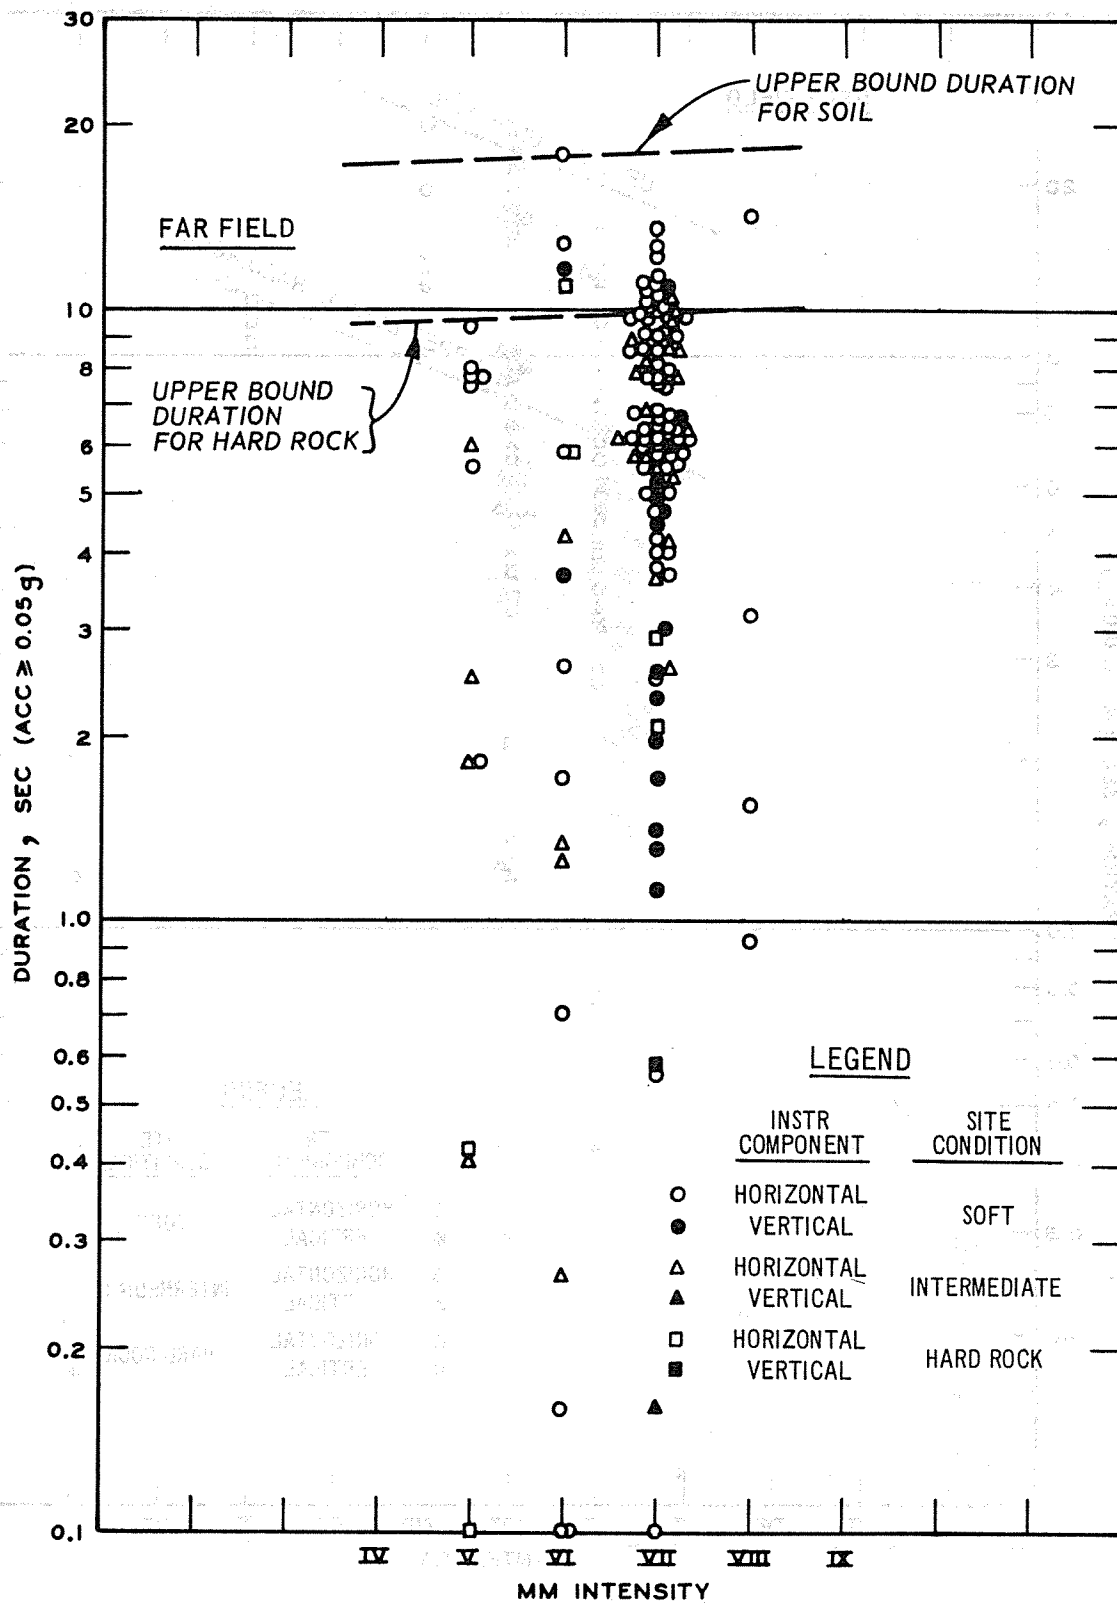 30
UPPER BOUND DURATION
FOR SOIL
20
FAR FIELD
10
8
UPPER BOUND
DURATION
FOR HARD ROCK
6
5
4
3
2
1.0
0.8
0.6
0.5
0.4
0.3
0.2
0.1
DURATION, SEC (ACC ≥ 0.05 g)
LEGEND
INSTR COMPONENT
SITE CONDITION
HORIZONTAL
VERTICAL
SOFT
HORIZONTAL
VERTICAL
INTERMEDIATE
HORIZONTAL
VERTICAL
HARD ROCK
IV V VI VII VIII IX
MM INTENSITY